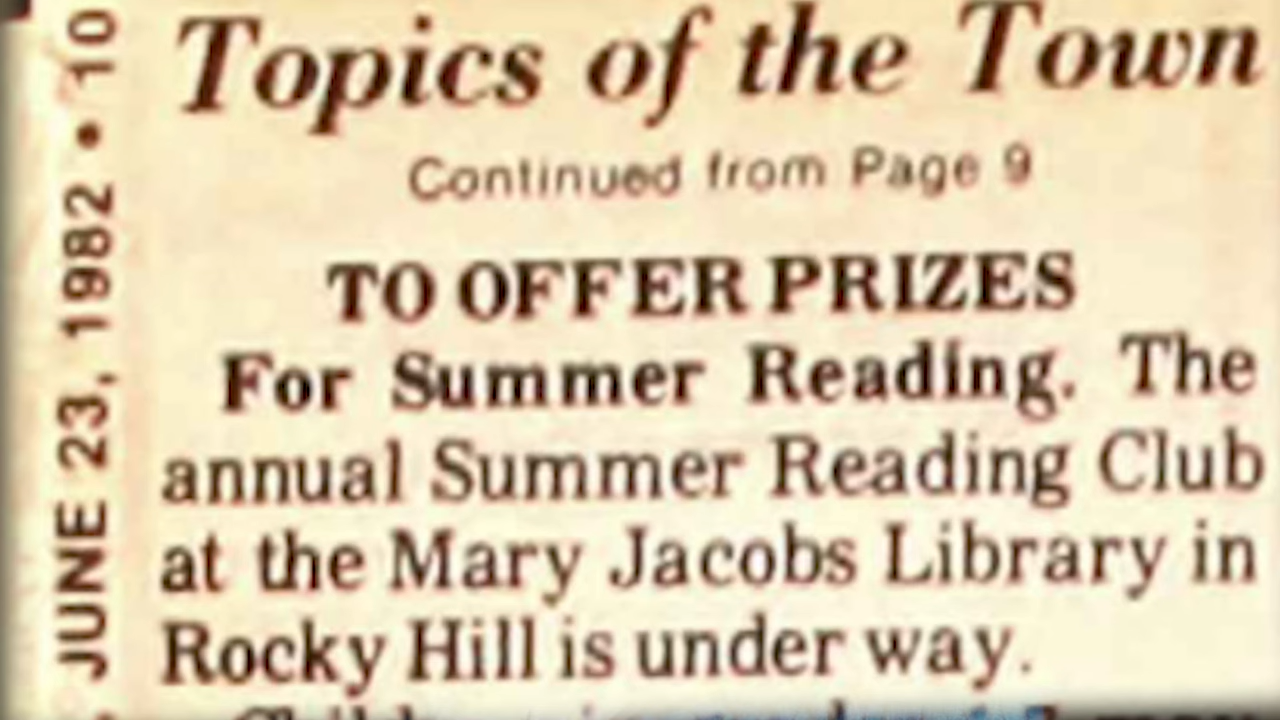 JUNE 23, 1982 • 10
Topics of the Town
Continued from Page 9
TO OFFER PRIZES
For Summer Reading. The
annual Summer Reading Club
at the Mary Jacobs Library in
Rocky Hill is under way.